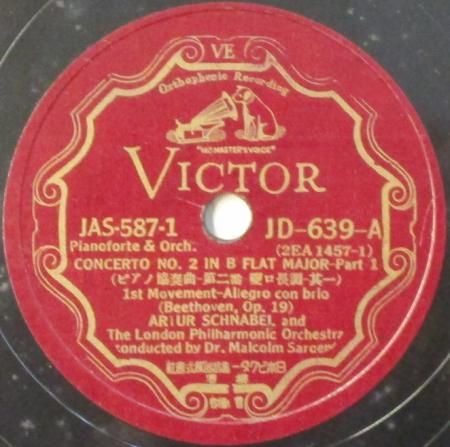 VE
Orthophonic Recording
"HIS MASTER'S VOICE"
VICTOR
JAS-587-1 JD-639-A
Pianoforte & Orch. (2EA1457-1)
CONCERTO NO. 2 IN B FLAT MAJOR-Part 1
(ピアノ協奏曲-第二番 變ロ長調-其一)
1st Movement-Allegro con brio
(Beethoven, Op. 19)
ARTUR SCHNABEL and
The London Philharmonic Orchestra
conducted by Dr. Malcolm Sargent